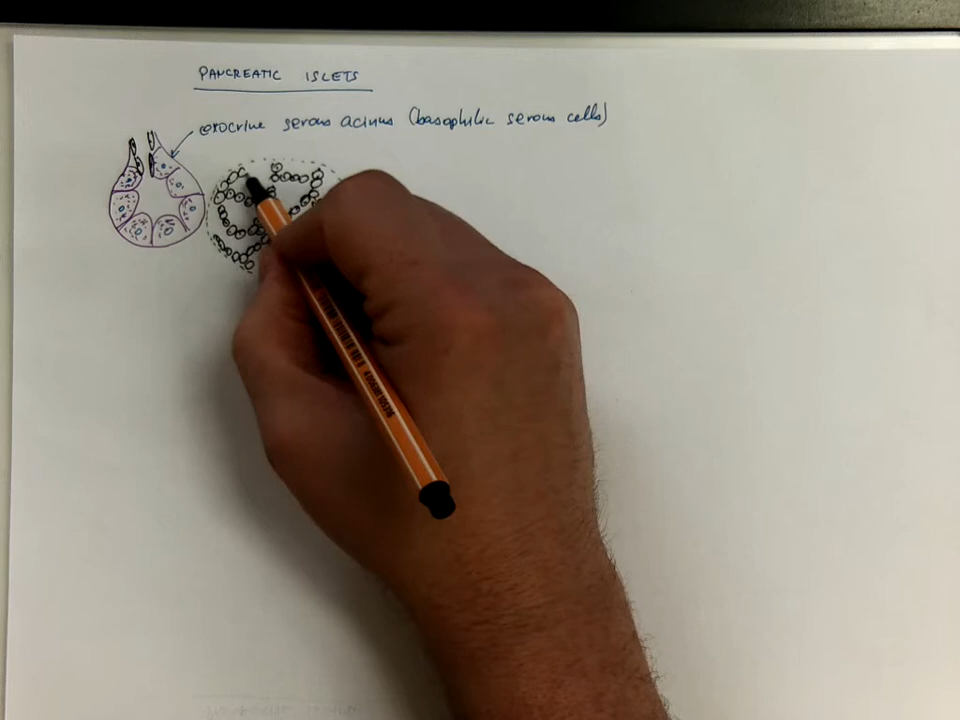 PANCREATIC ISLETS
exocrine serous acinus (basophilic serous cells)